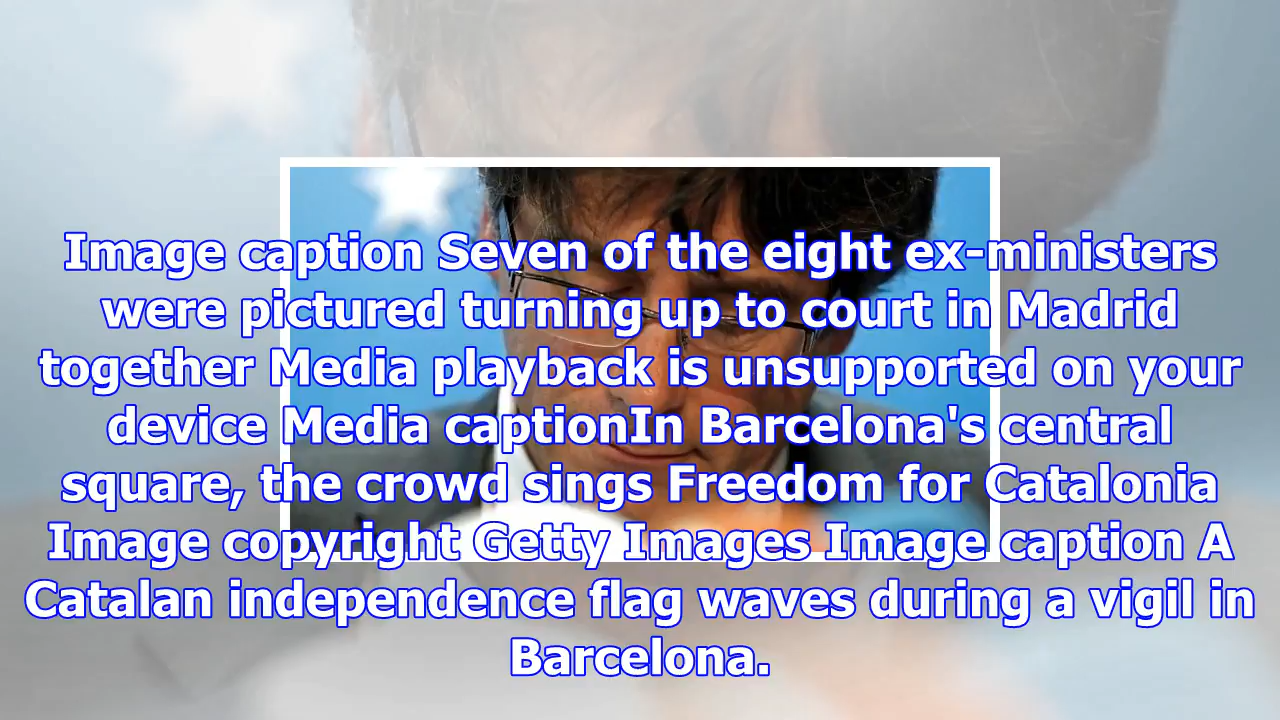 Image caption Seven of the eight ex-ministers
were pictured turning up to court in Madrid
together Media playback is unsupported on your
device Media captionIn Barcelona's central
square, the crowd sings Freedom for Catalonia
Image copyright Getty Images Image caption A
Catalan independence flag waves during a vigil in
Barcelona.